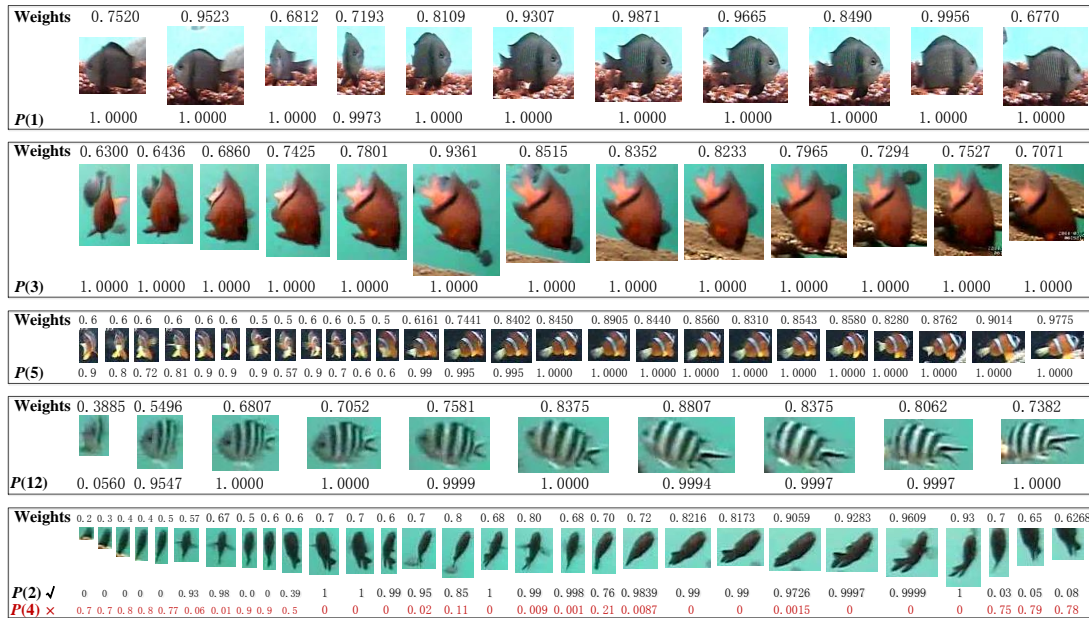 Weights 0.7520 0.9523 0.6812 0.7193 0.8109 0.9307 0.9871 0.9665 0.8490 0.9956 0.6770
P(1) 1.0000 1.0000 1.0000 0.9973 1.0000 1.0000 1.0000 1.0000 1.0000 1.0000 1.0000
Weights 0.6300 0.6436 0.6860 0.7425 0.7801 0.9361 0.8515 0.8352 0.8233 0.7965 0.7294 0.7527 0.7071
P(3) 1.0000 1.0000 1.0000 1.0000 1.0000 1.0000 1.0000 1.0000 1.0000 1.0000 1.0000 1.0000 1.0000
Weights 0.6 0.6 0.6 0.6 0.6 0.6 0.5 0.5 0.6 0.6 0.5 0.5 0.6161 0.7441 0.8402 0.8450 0.8905 0.8440 0.8560 0.8310 0.8543 0.8580 0.8280 0.8762 0.9014 0.9775
P(5) 0.9 0.8 0.72 0.81 0.9 0.9 0.9 0.57 0.9 0.7 0.6 0.6 0.99 0.995 0.995 1.0000 1.0000 1.0000 1.0000 1.0000 1.0000 1.0000 1.0000 1.0000 1.0000 1.0000
Weights 0.3885 0.5496 0.6807 0.7052 0.7581 0.8375 0.8807 0.8375 0.8062 0.7382
P(12) 0.0560 0.9547 1.0000 1.0000 0.9999 1.0000 0.9994 0.9997 0.9997 1.0000
Weights 0.2 0.3 0.4 0.4 0.5 0.57 0.67 0.5 0.6 0.6 0.7 0.7 0.6 0.7 0.8 0.68 0.80 0.68 0.70 0.72 0.8216 0.8173 0.9059 0.9283 0.9609 0.93 0.7 0.65 0.6268
P(2) √ 0 0 0 0 0 0.93 0.98 0 0 0.39 1 1 0.99 0.95 0.85 1 0.99 0.998 0.76 0.9839 0.99 0.99 0.9726 0.9997 0.9999 1 0.03 0.05 0.08
P(4) × 0.7 0.7 0.8 0.8 0.77 0.06 0.01 0.9 0.9 0.5 0 0 0 0.02 0.11 0 0.009 0.001 0.21 0.0087 0 0 0.0015 0 0 0 0.75 0.79 0.78